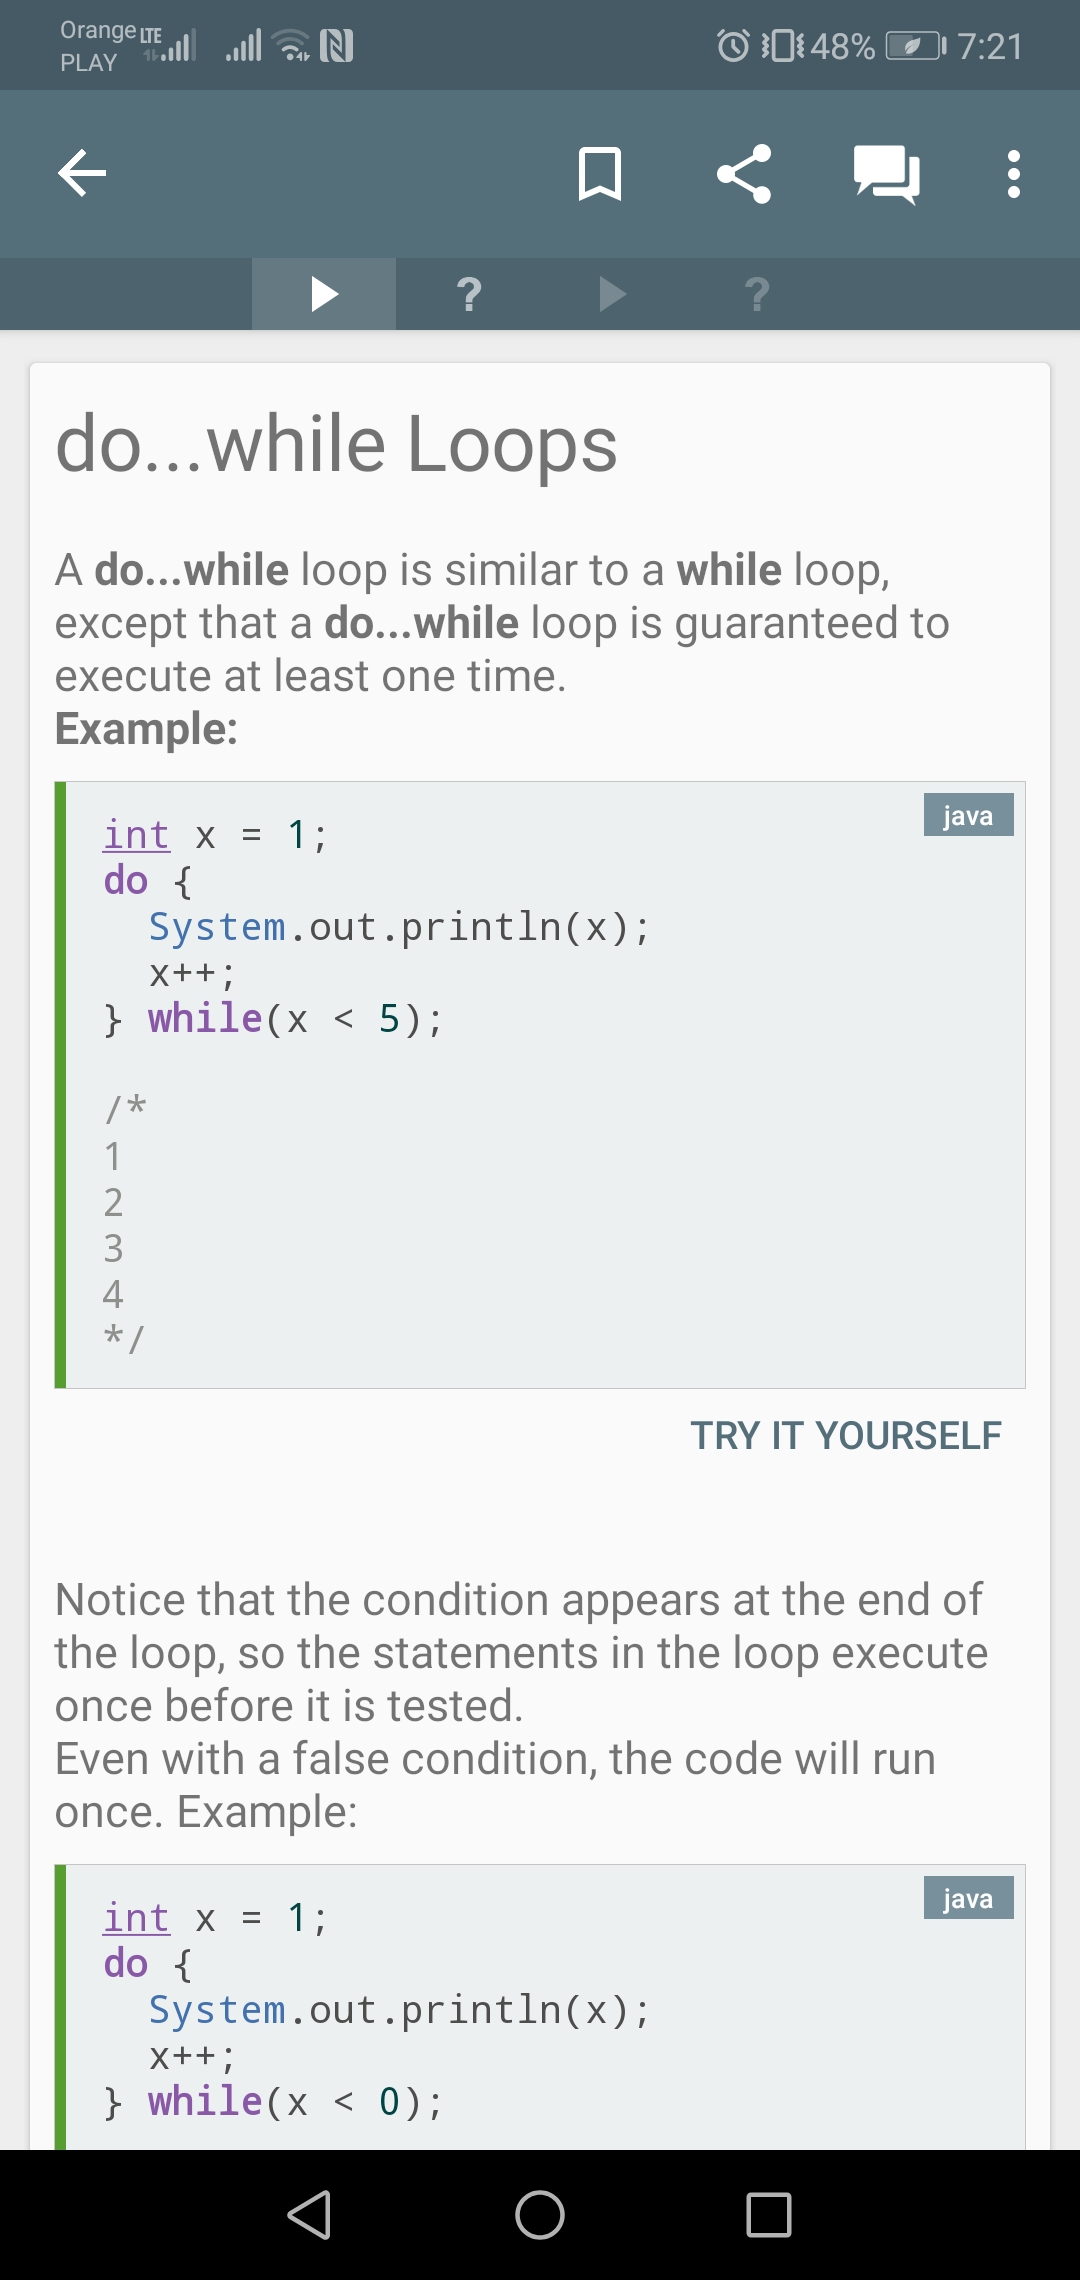 Orange LTE
PLAY
48% 7:21
do...while Loops
A do...while loop is similar to a while loop,
except that a do...while loop is guaranteed to
execute at least one time.
Example:
java
int x = 1;
do {
  System.out.println(x);
  x++;
} while(x < 5);
/*
1
2
3
4
*/
TRY IT YOURSELF
Notice that the condition appears at the end of
the loop, so the statements in the loop execute
once before it is tested.
Even with a false condition, the code will run
once. Example:
java
int x = 1;
do {
  System.out.println(x);
  x++;
} while(x < 0);